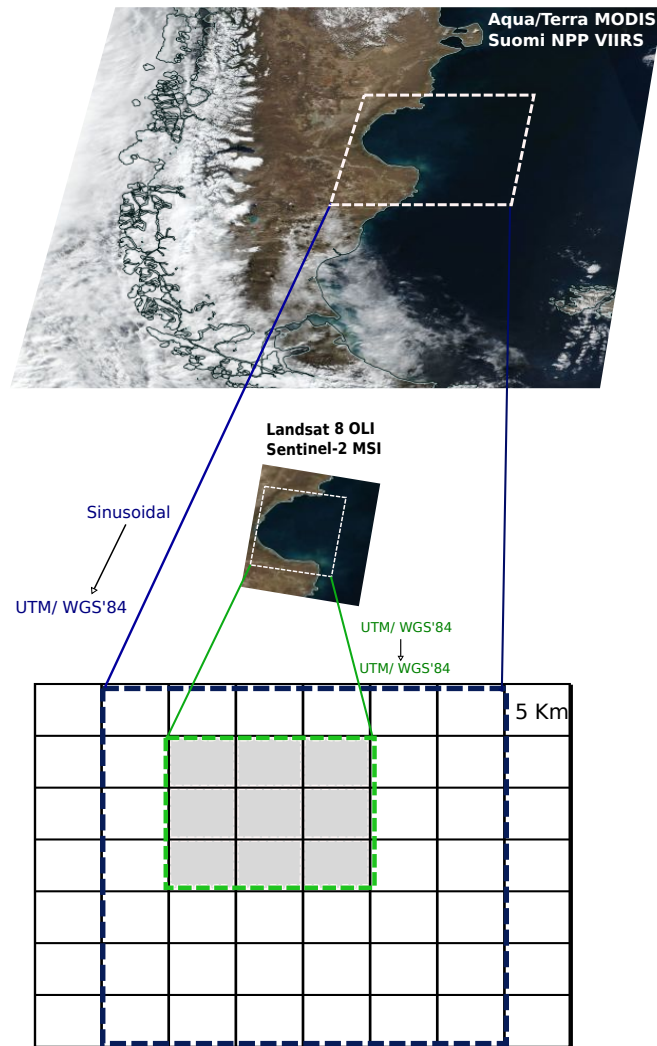 Aqua/Terra MODIS
Suomi NPP VIIRS
Landsat 8 OLI
Sentinel-2 MSI
Sinusoidal
UTM/ WGS'84
UTM/ WGS'84
UTM/ WGS'84
5 Km